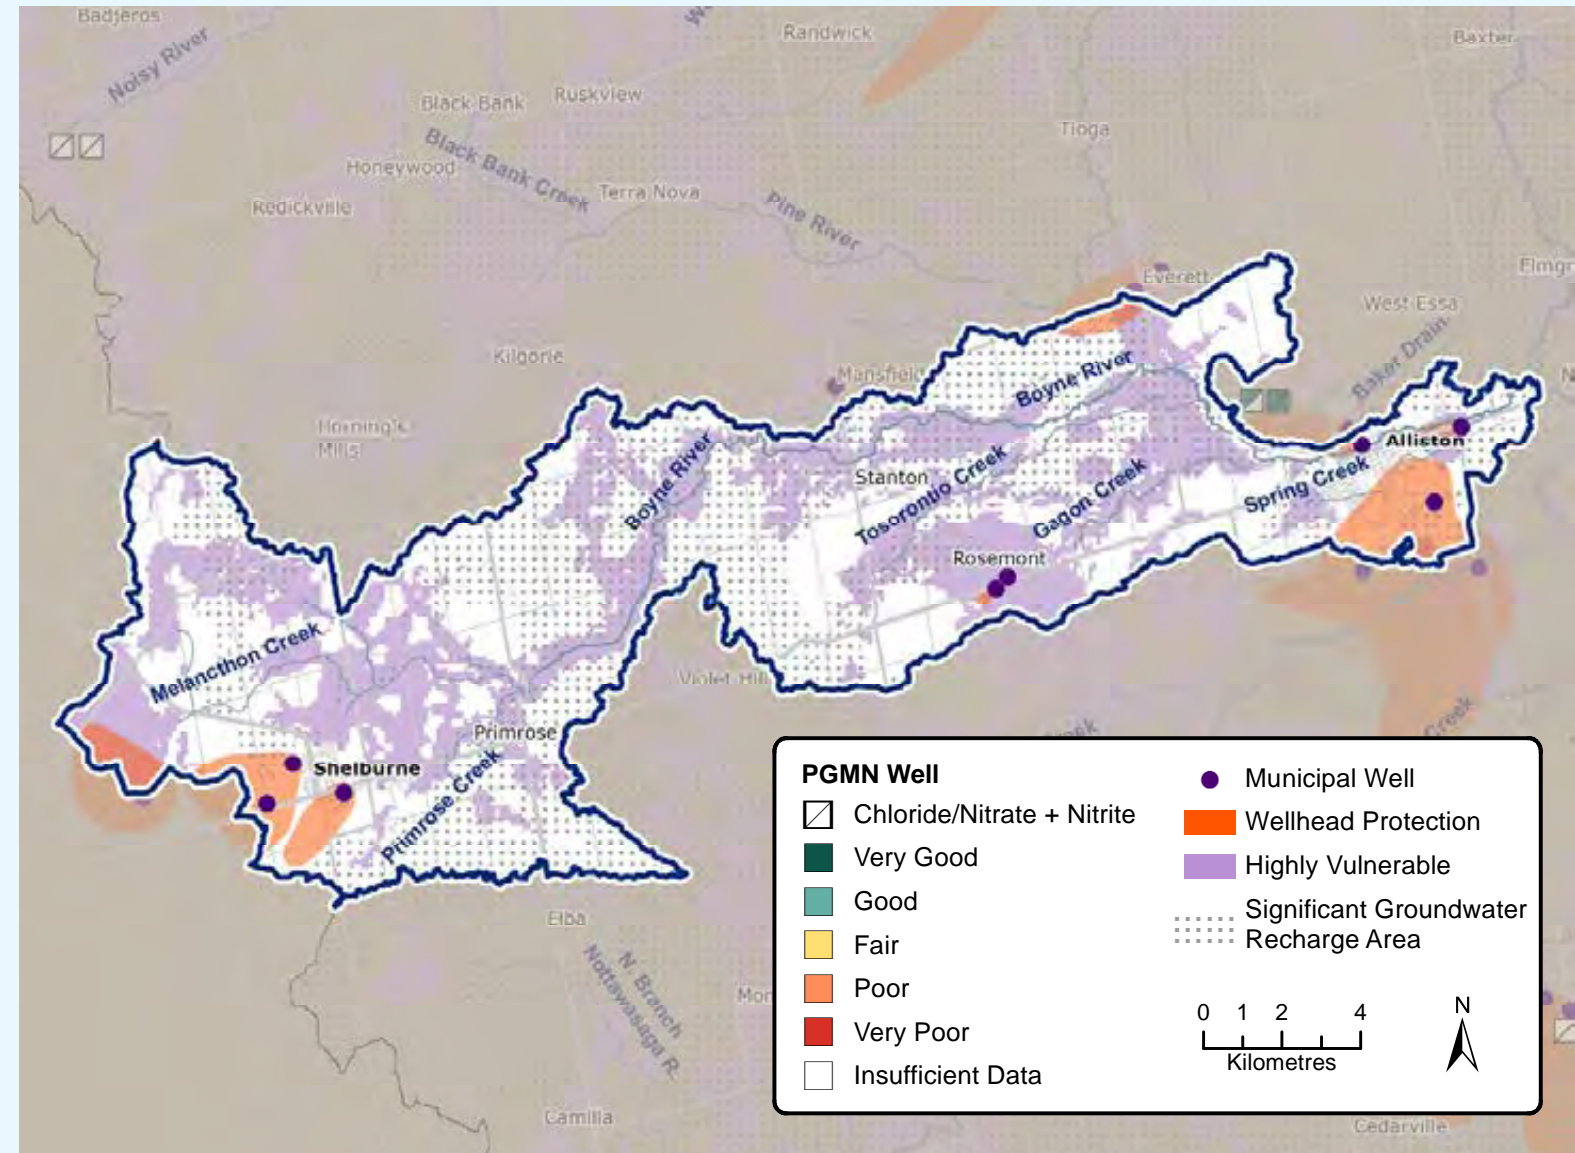 Badjeros
Noisy River
Randwick
Baxter
Black Bank
Ruskview
Tioga
Black Bank Creek
Honeywood
Terra Nova
Redickville
Pine River
Everett
Elmgr
West Essa
Baker Drain
Kilgorie
Mansfield
Boyne River
Horning's
Mills
Alliston
Boyne River
Stanton
Tosorontio Creek
Gagon Creek
Spring Creek
Rosemont
Melancthon Creek
Violet Hill
Creek
Primrose
Shelburne
Primrose Creek
Elba
N. Branch
Nottawasaga R.
Camilla
Cedarville
PGMN Well
Chloride/Nitrate + Nitrite
Very Good
Good
Fair
Poor
Very Poor
Insufficient Data
Municipal Well
Wellhead Protection
Highly Vulnerable
Significant Groundwater
Recharge Area
0 1 2 4
Kilometres
N